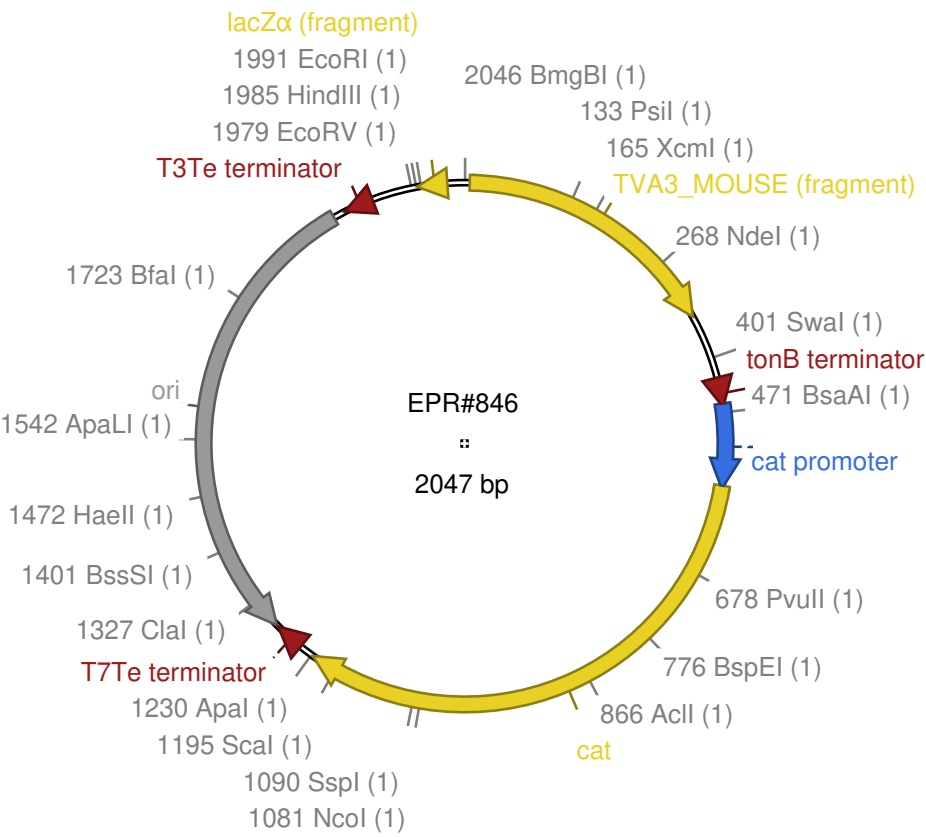 lacZα (fragment)
1991 EcoRI (1)
1985 HindIII (1)
1979 EcoRV (1)
T3Te terminator
2046 BmgBI (1)
133 PsiI (1)
165 XcmI (1)
TVA3_MOUSE (fragment)
268 NdeI (1)
401 SwaI (1)
tonB terminator
471 BsaAI (1)
cat promoter
678 PvuII (1)
776 BspEI (1)
866 AclI (1)
cat
1723 BfaI (1)
ori
1542 ApaLI (1)
1472 HaeII (1)
1401 BssSI (1)
1327 ClaI (1)
T7Te terminator
1230 ApaI (1)
1195 ScaI (1)
1090 SspI (1)
1081 NcoI (1)
EPR#846
2047 bp